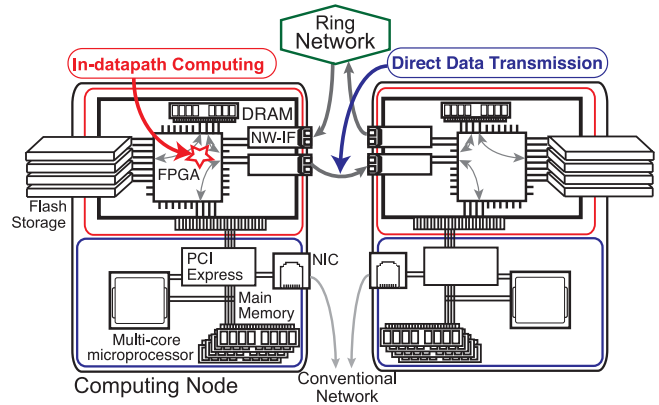 Ring
Network
In-datapath Computing
Direct Data Transmission
DRAM
NW-IF
FPGA
Flash
Storage
PCI
Express
NIC
Main
Memory
Multi-core
microprocessor
Computing Node
Conventional
Network